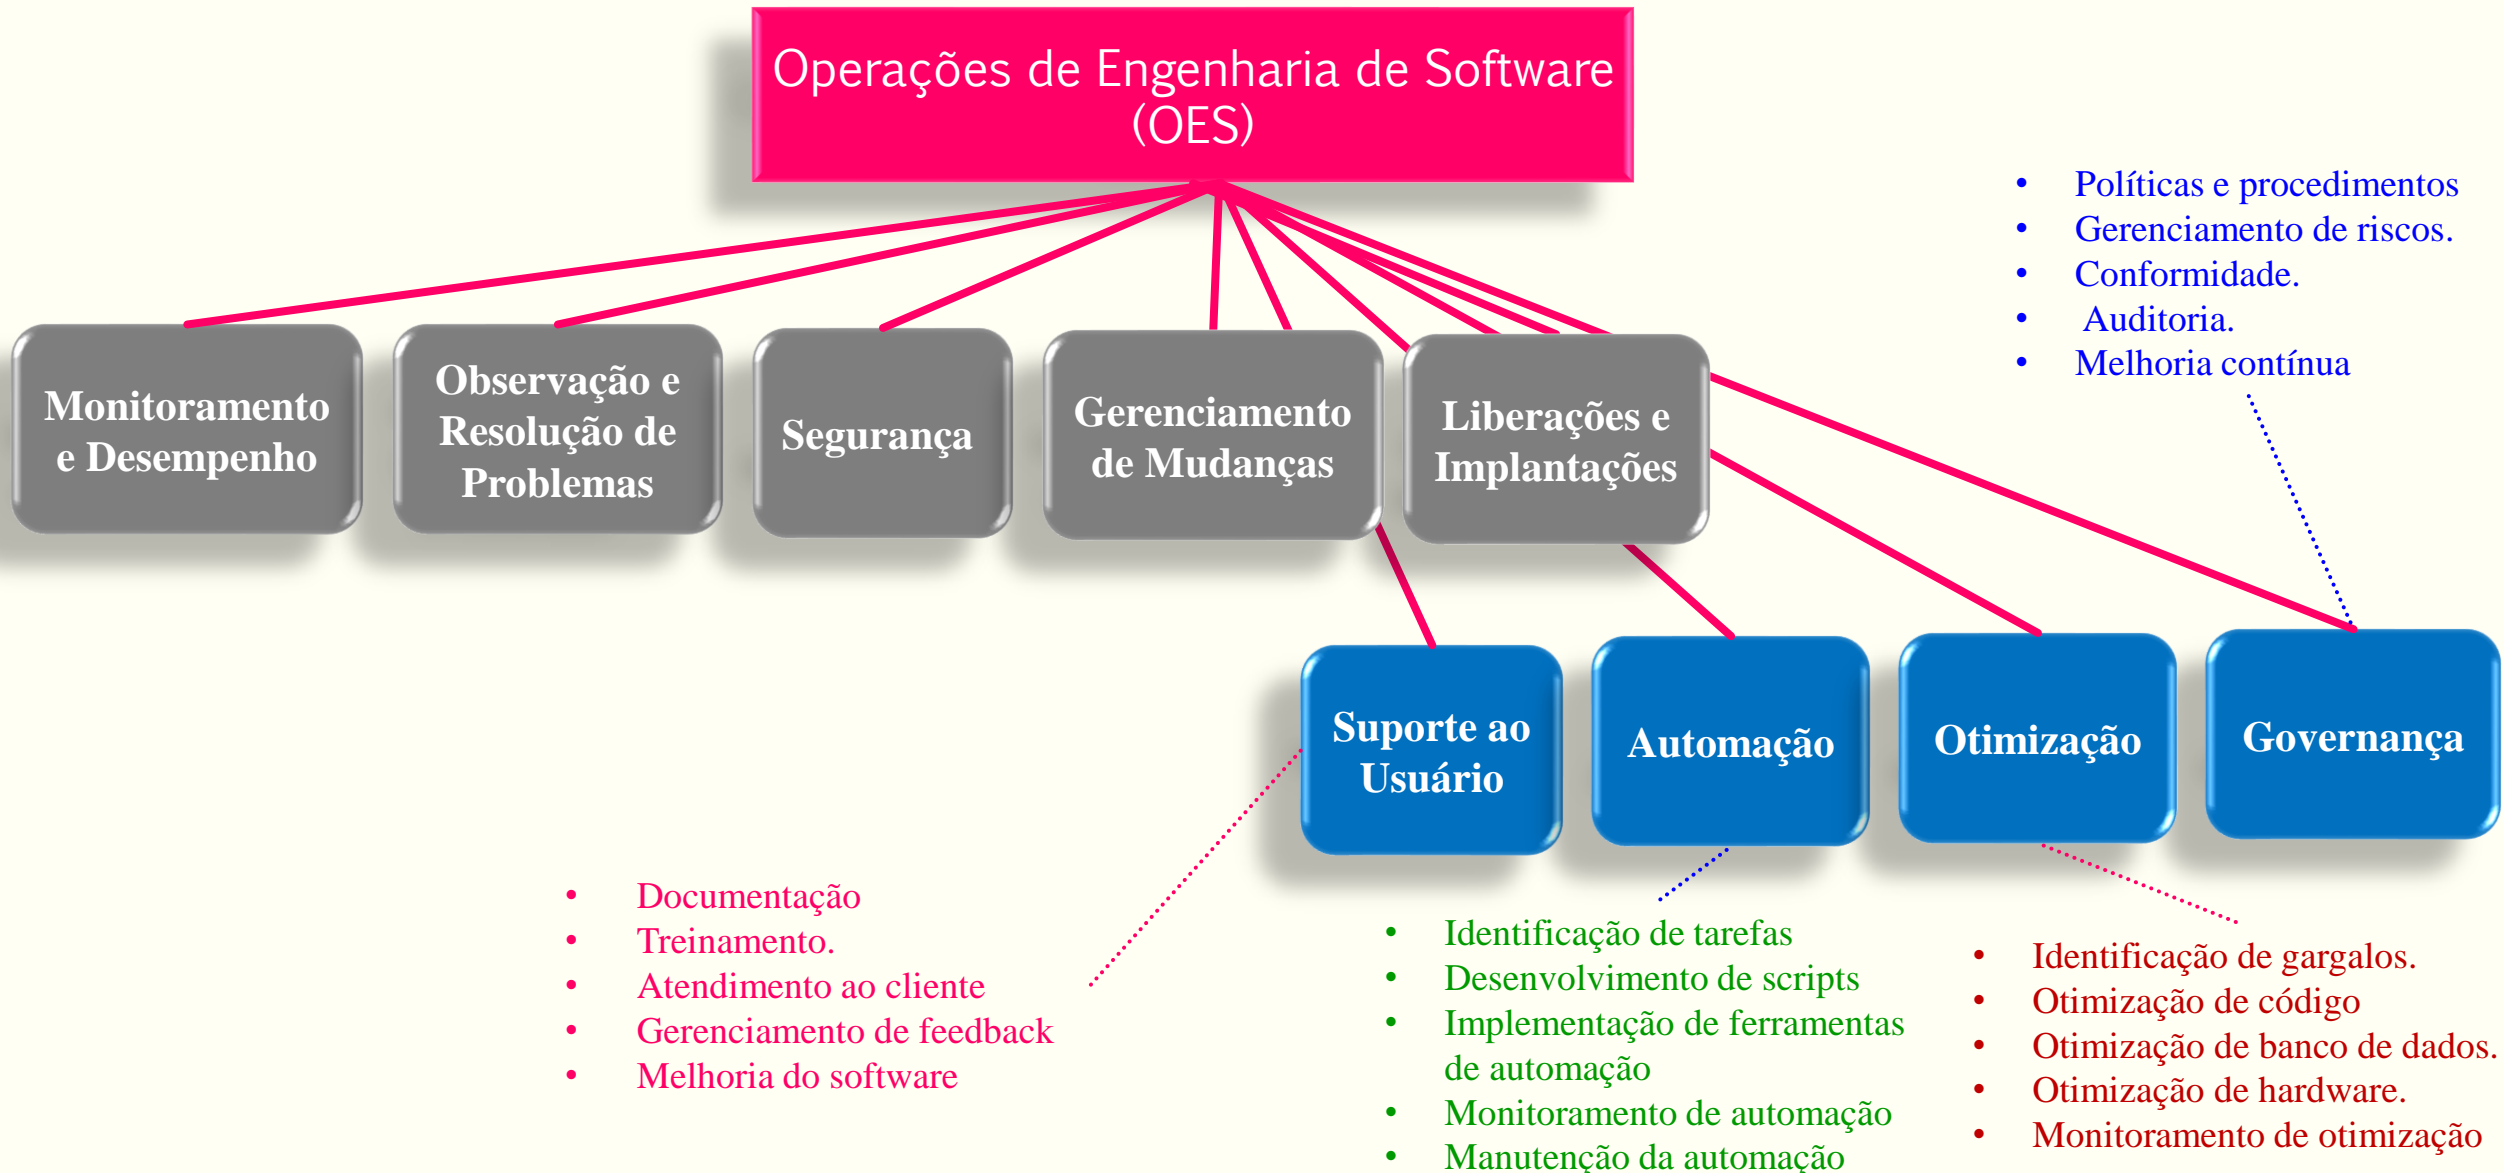 Operações de Engenharia de Software
(OES)
• Políticas e procedimentos
• Gerenciamento de riscos.
• Conformidade.
• Auditoria.
• Melhoria contínua
Monitoramento
e Desempenho
Observação e
Resolução de
Problemas
Segurança
Gerenciamento
de Mudanças
Liberações e
Implantações
Suporte ao
Usuário
Automação
Otimização
Governança
• Documentação
• Treinamento.
• Atendimento ao cliente
• Gerenciamento de feedback
• Melhoria do software
• Identificação de tarefas
• Desenvolvimento de scripts
• Implementação de ferramentas
de automação
• Monitoramento de automação
• Manutenção da automação
• Identificação de gargalos.
• Otimização de código
• Otimização de banco de dados.
• Otimização de hardware.
• Monitoramento de otimização